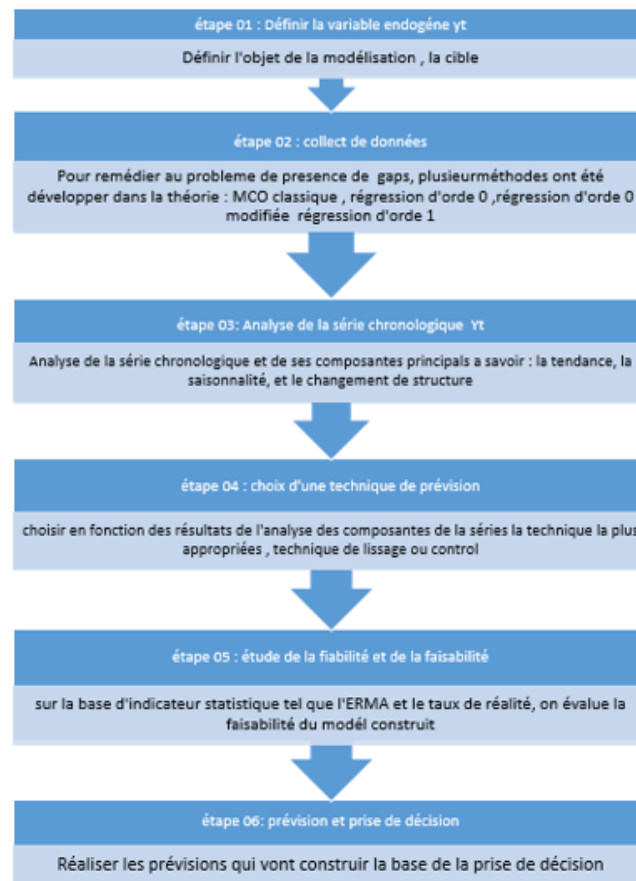 étape 01 : Définir la variable endogéne yt
Définir l'objet de la modélisation , la cible
étape 02 : collect de données
Pour remédier au probleme de presence de gaps, plusieurméthodes ont été
développer dans la théorie : MCO classique , régression d'orde 0 ,régression d'orde 0
modifiée régression d'orde 1
étape 03: Analyse de la série chronologique Yt
Analyse de la série chronologique et de ses composantes principals a savoir : la tendance, la
saisonnalité, et le changement de structure
étape 04 : choix d'une technique de prévision
choisir en fonction des résultats de l'analyse des composantes de la séries la technique la plus
appropriées , technique de lissage ou control
étape 05 : étude de la fiabilité et de la faisabilité
sur la base d'indicateur statistique tel que l'ERMA et le taux de réalité, on évalue la
faisabilité du modél construit
étape 06: prévision et prise de décision
Réaliser les prévisions qui vont construir la base de la prise de décision